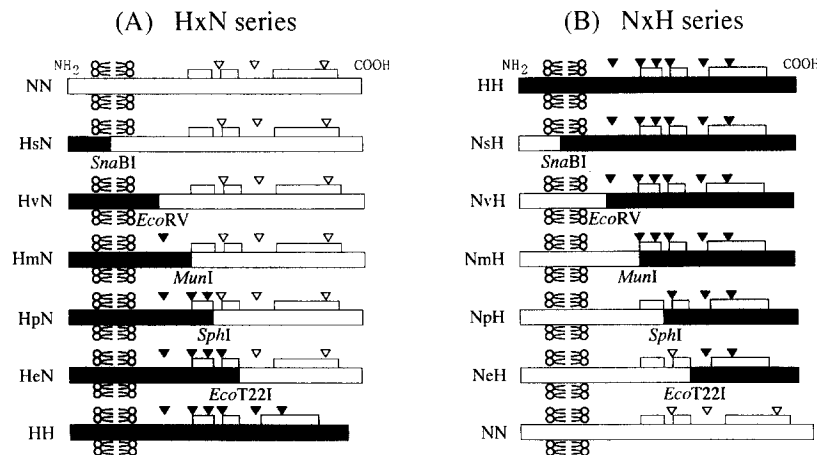 (A) HxN series
NH2
COOH
NN
HsN
SnaBI
HvN
EcoRV
HmN
MunI
HpN
SphI
HeN
EcoT22I
HH
(B) NxH series
NH2
COOH
HH
NsH
SnaBI
NvH
EcoRV
NmH
MunI
NpH
SphI
NeH
EcoT22I
NN